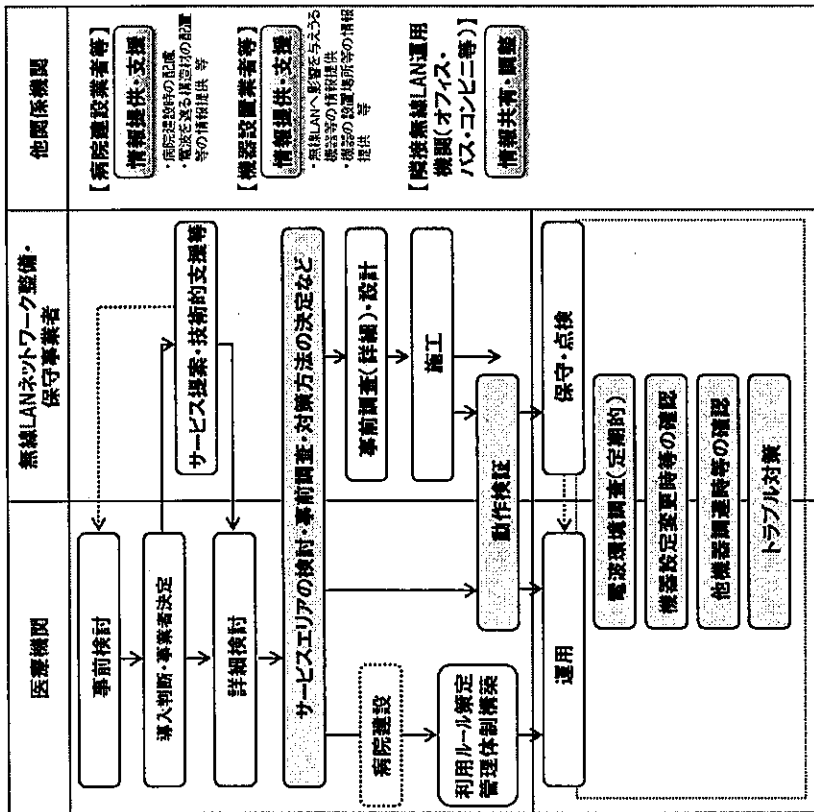 医療機関
無線LANネットワーク整備・
保守事業者
他関係機関
事前検討
導入判断・事業者決定
サービス提案・技術的支援等
詳細検討
サービスエリアの検討・事前調査・対策方法の決定など
病院建設
事前調査(詳細)・設計
利用ルール策定
管理体制構築
施工
動作検証
運用
保守・点検
電波環境調査(定期的)
機器設定変更時等の確認
他機器調達時等の確認
トラブル対策
【病院建設業者等】
情報提供・支援
・病院建設時の配慮
・電波を遮る構造材の配置
等の情報提供 等
【機器設置業者等】
情報提供・支援
・無線LANへ影響を与えうる
機器等の情報提供
・機器の設置場所等の情報
提供 等
【隣接無線LAN運用
機関(オフィス・
バス・コンビニ等)】
情報共有・調整